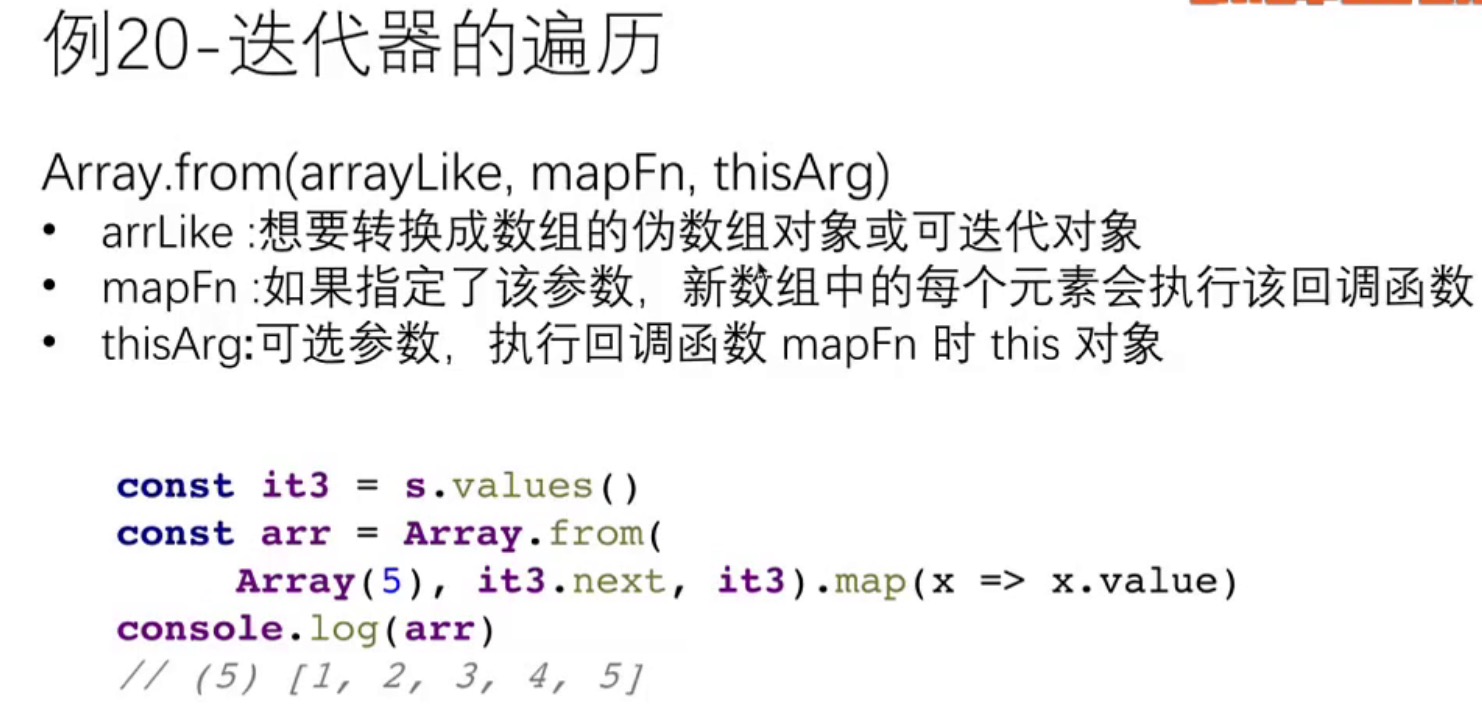 例20-迭代器的遍历
Array.from(arrayLike, mapFn, thisArg)
• arrLike :想要转换成数组的伪数组对象或可迭代对象
• mapFn :如果指定了该参数，新数组中的每个元素会执行该回调函数
• thisArg:可选参数，执行回调函数 mapFn 时 this 对象
const it3 = s.values()
const arr = Array.from(
Array(5), it3.next, it3).map(x => x.value)
console.log(arr)
// (5) [1, 2, 3, 4, 5]